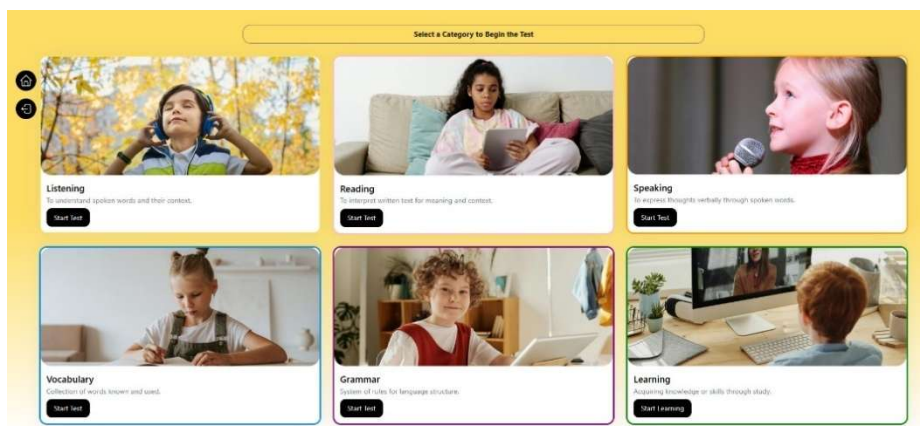 Select a Category to Begin the Test
Listening
To understand spoken words and their context.
Start Test
Reading
To interpret written text for meaning and context.
Start Test
Speaking
To express thoughts verbally through spoken words.
Start Test
Vocabulary
Collection of words known and used.
Start Test
Grammar
System of rules for language structure.
Start Test
Learning
Acquiring knowledge or skills through study.
Start Learning